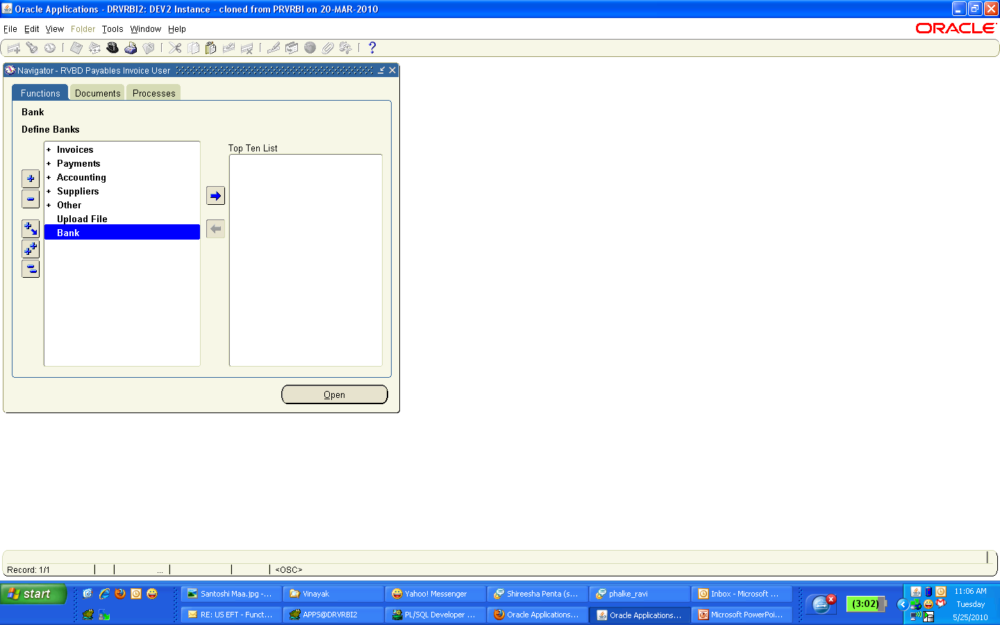 Oracle Applications - DRVRBI2: DEV2 Instance - cloned from PRVRBI on 20-MAR-2010
File Edit View Folder Tools Window Help
ORACLE
Navigator - RVBD Payables Invoice User
Functions Documents Processes
Bank
Define Banks
Top Ten List
+ Invoices
+ Payments
+ Accounting
+ Suppliers
+ Other
Upload File
Bank
Open
Record: 1/1 ... <OSC>
start
Santoshi Maa.jpg -... Vinayak Yahoo! Messenger Shireesha Penta (s... phalke_ravi Inbox - Microsoft ...
RE: US EFT - Funct... APPS@DRVRBI2 PL/SQL Developer ... Oracle Applications... Oracle Applications... Microsoft PowerPoi...
(3:02)
11:06 AM
Tuesday
5/25/2010